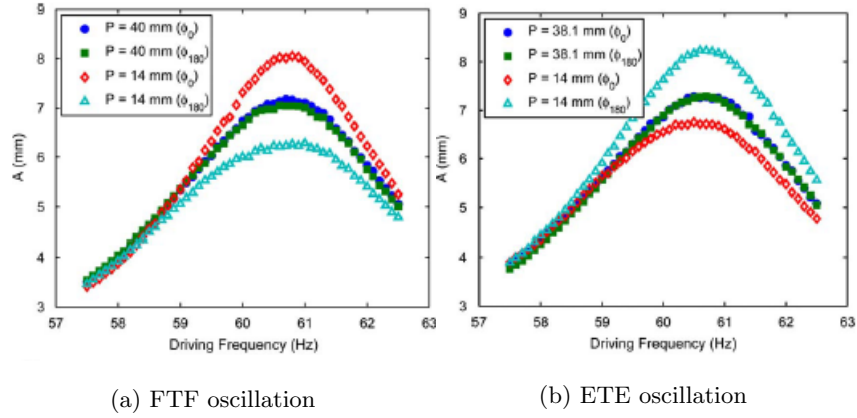 9
8
7
6
5
4
3
A (mm)
P = 40 mm (ϕ₀)
P = 40 mm (ϕ₁₈₀)
P = 14 mm (ϕ₀)
P = 14 mm (ϕ₁₈₀)
57 58 59 60 61 62 63
Driving Frequency (Hz)
(a) FTF oscillation
9
8
7
6
5
4
3
A (mm)
P = 38.1 mm (ϕ₀)
P = 38.1 mm (ϕ₁₈₀)
P = 14 mm (ϕ₀)
P = 14 mm (ϕ₁₈₀)
57 58 59 60 61 62 63
Driving Frequency (Hz)
(b) ETE oscillation